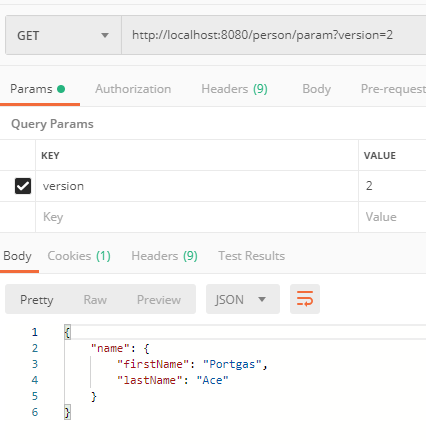 GET http://localhost:8080/person/param?version=2
Params Authorization Headers (9) Body Pre-request
Query Params
KEY VALUE
version 2
Key Value
Body Cookies (1) Headers (9) Test Results
Pretty Raw Preview JSON
1 {
2 "name": {
3 "firstName": "Portgas",
4 "lastName": "Ace"
5 }
6 }